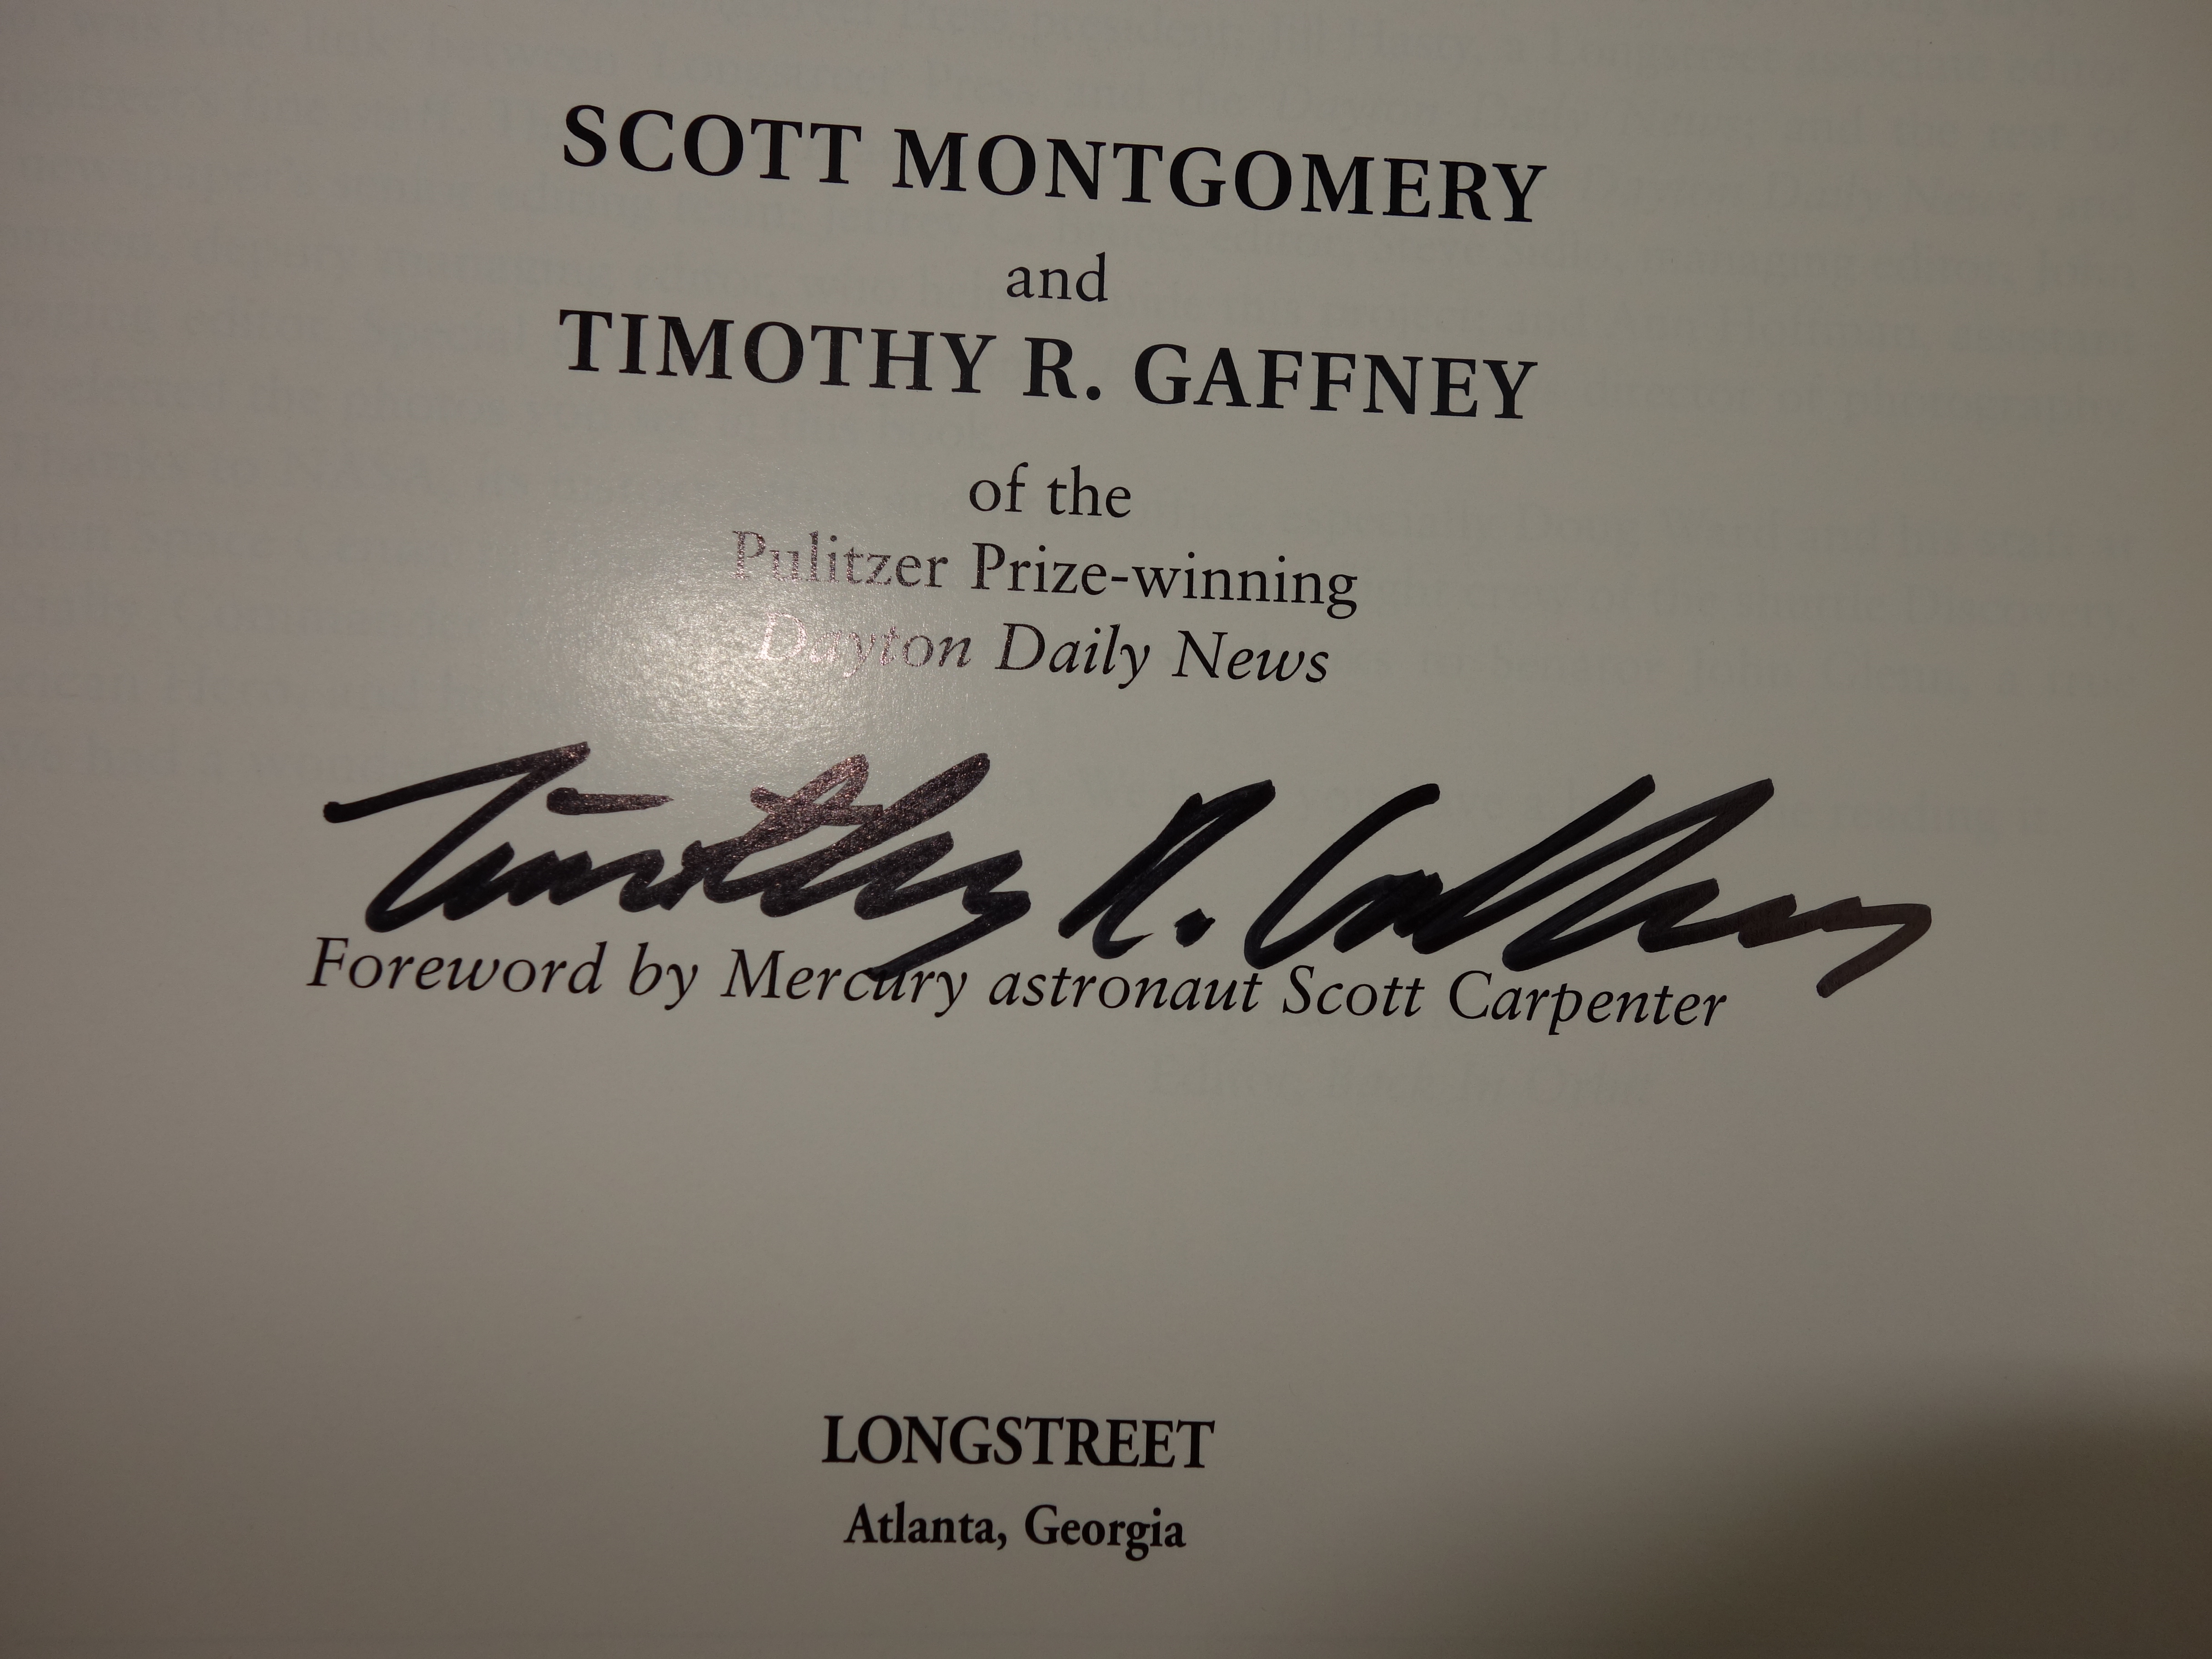 SCOTT MONTGOMERY
and
TIMOTHY R. GAFFNEY
of the
Pulitzer Prize-winning
Dayton Daily News
Timothy R. Gaffney
Foreword by Mercury astronaut Scott Carpenter
LONGSTREET
Atlanta, Georgia